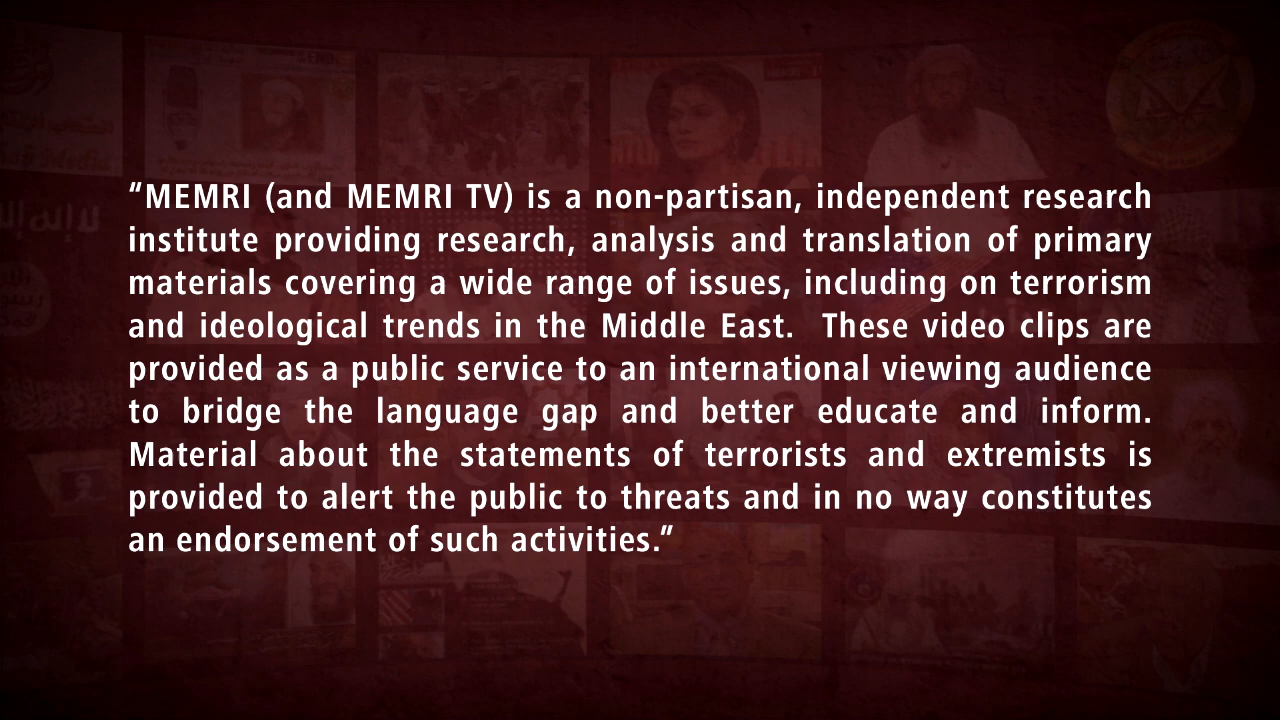 “MEMRI (and MEMRI TV) is a non-partisan, independent research
institute providing research, analysis and translation of primary
materials covering a wide range of issues, including on terrorism
and ideological trends in the Middle East.  These video clips are
provided as a public service to an international viewing audience
to bridge the language gap and better educate and inform.
Material about the statements of terrorists and extremists is
provided to alert the public to threats and in no way constitutes
an endorsement of such activities.”